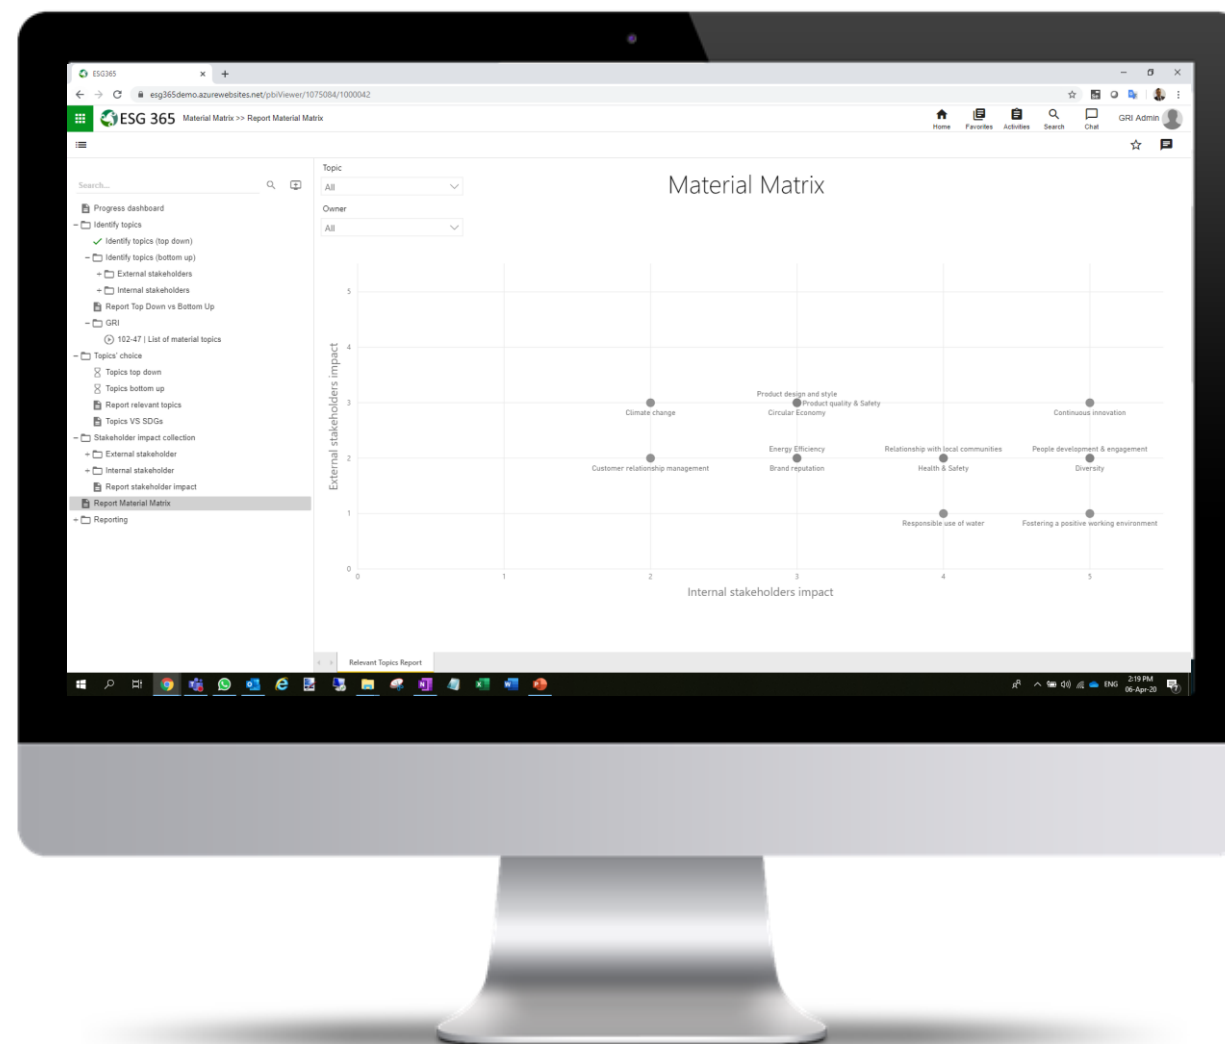 ESG365
esg365demo.azurewebsites.net/pbiViewer/1075084/1000042
ESG 365 Material Matrix >> Report Material Matrix
Home Favorites Activities Search Chat GRI Admin
Search...
Progress dashboard
Identify topics
Identify topics (top down)
Identify topics (bottom up)
External stakeholders
Internal stakeholders
Report Top Down vs Bottom Up
GRI
102-47 | List of material topics
Topics' choice
Topics top down
Topics bottom up
Report relevant topics
Topics VS SDGs
Stakeholder impact collection
External stakeholder
Internal stakeholder
Report stakeholder impact
Report Material Matrix
Reporting
Topic
All
Owner
All
Material Matrix
External stakeholders impact
5
4
3
2
1
0
Product design and style
Product quality & Safety
Climate change
Circular Economy
Continuous innovation
Energy Efficiency
Relationship with local communities
People development & engagement
Customer relationship management
Brand reputation
Health & Safety
Diversity
Responsible use of water
Fostering a positive working environment
0 1 2 3 4 5
Internal stakeholders impact
Relevant Topics Report
ENG
2:19 PM
06-Apr-20